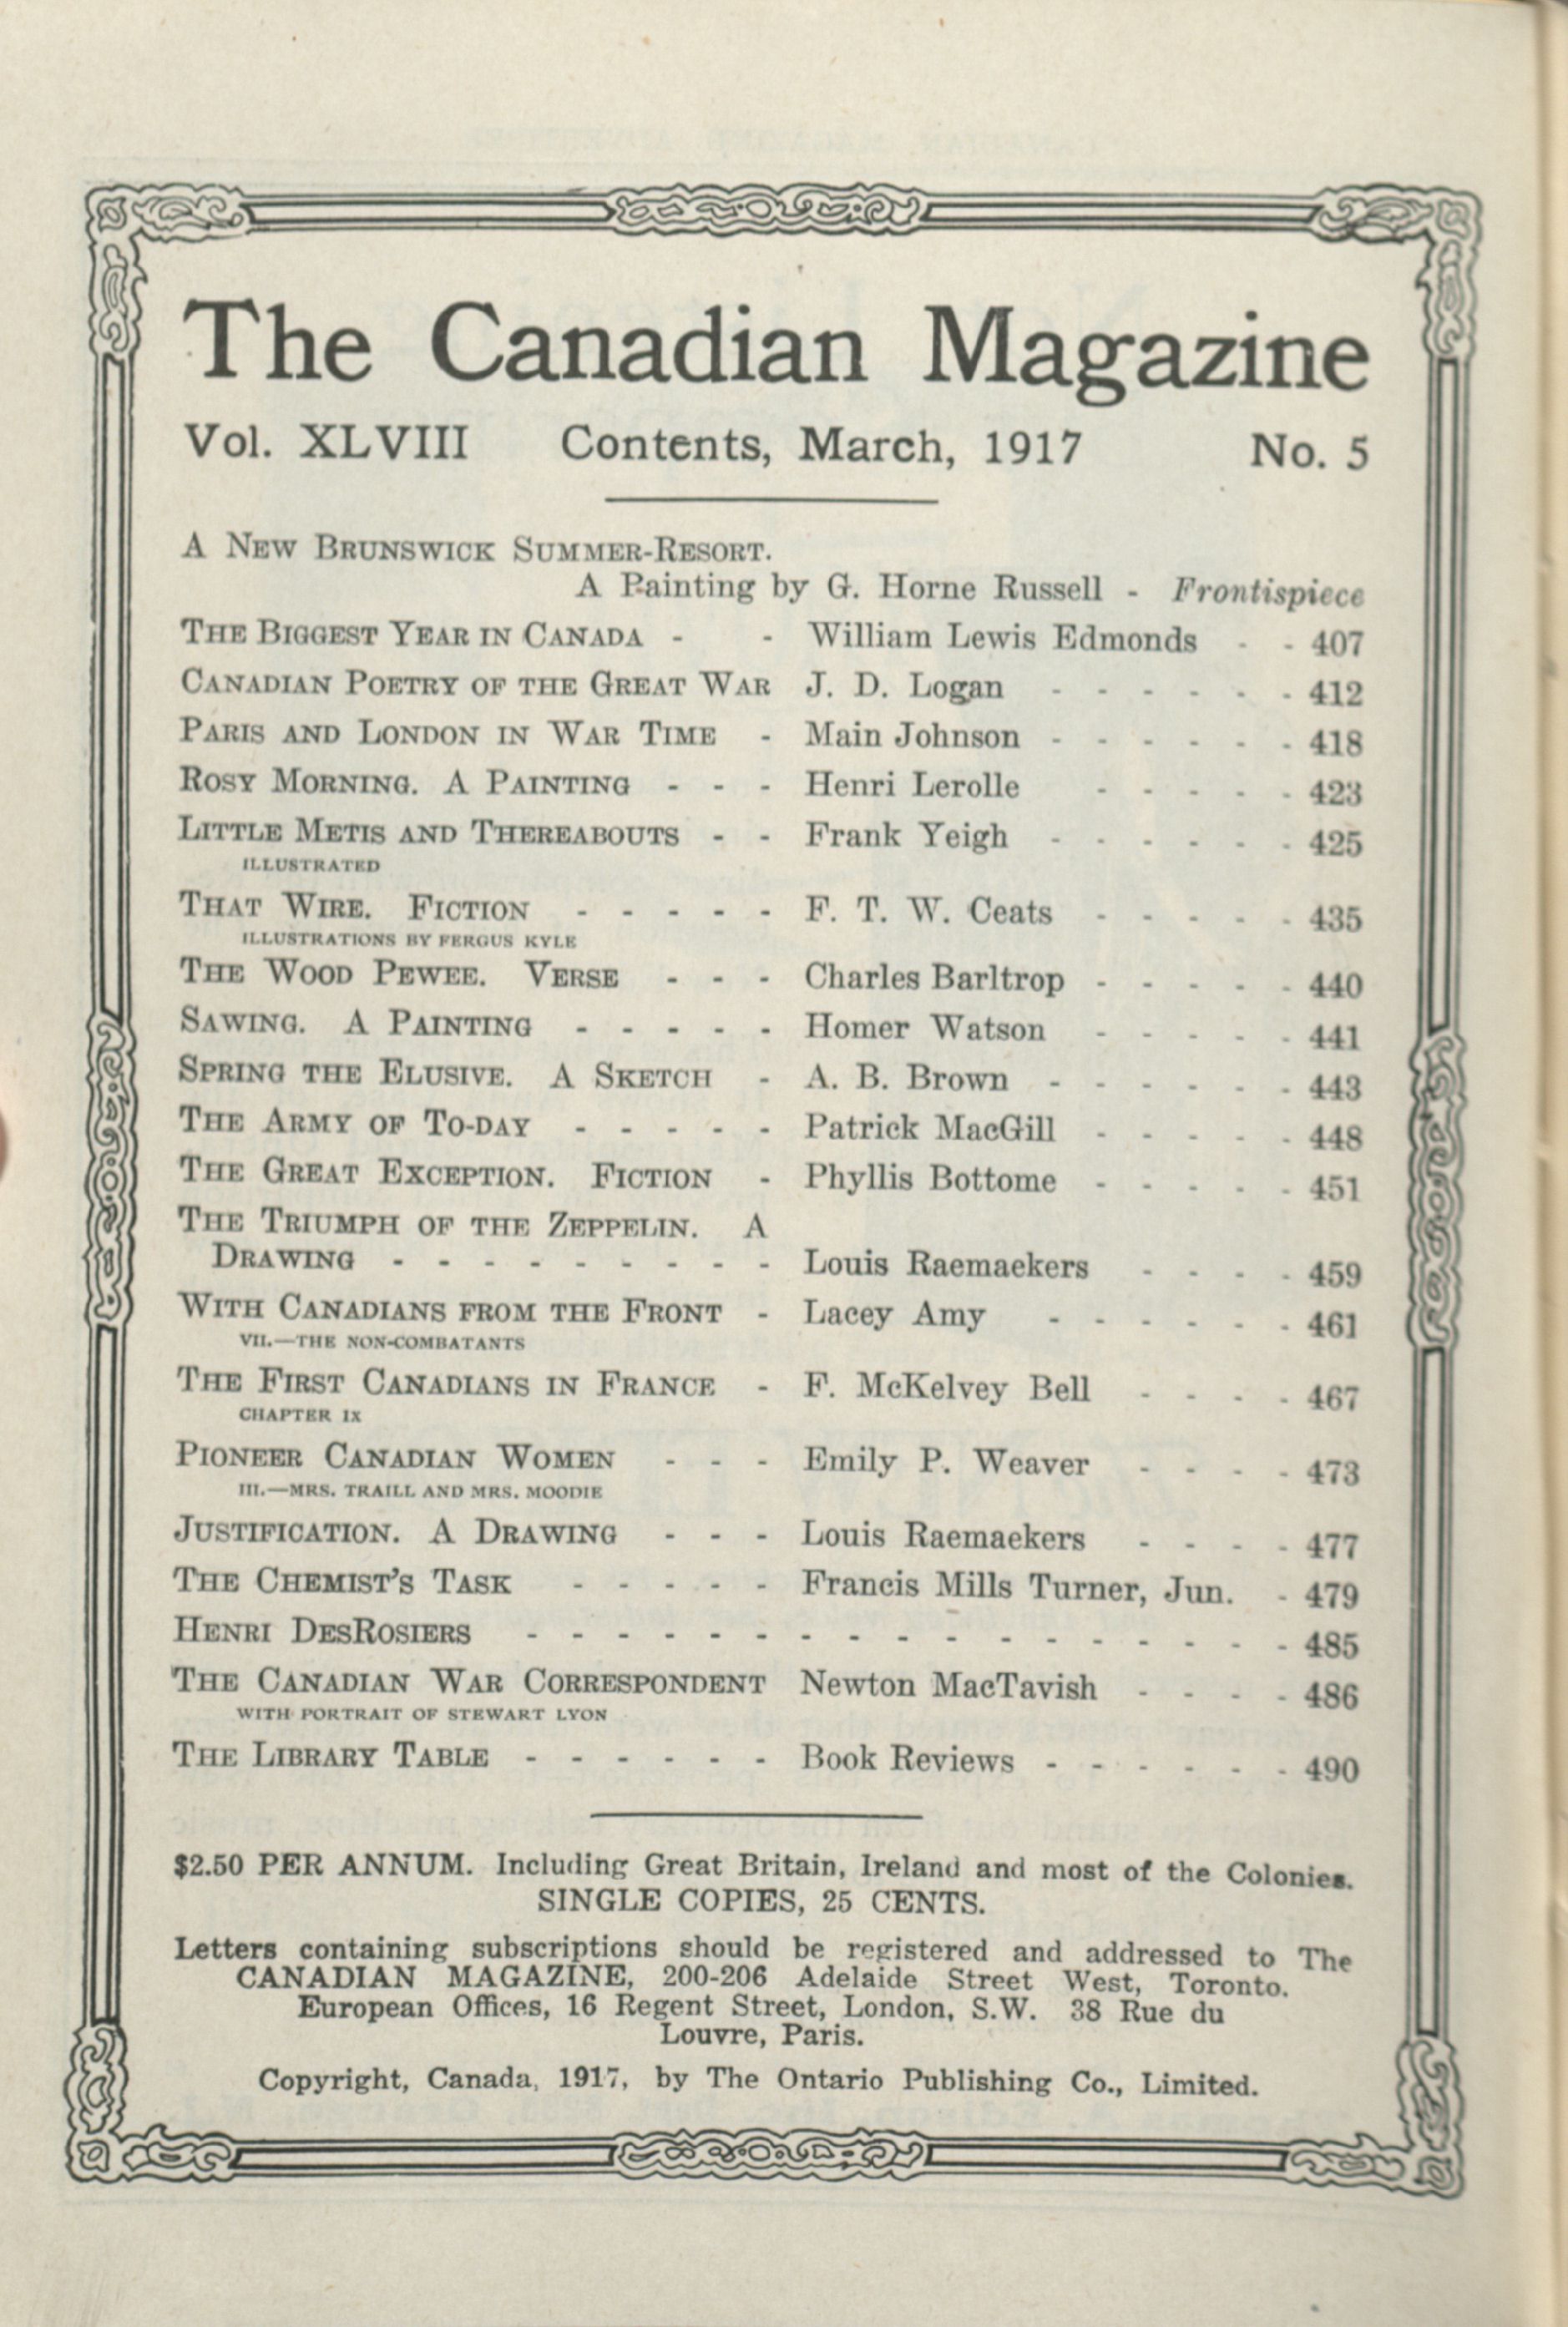 The Canadian Magazine
Vol. XLVIII Contents, March, 1917 No. 5
A NEW BRUNSWICK SUMMER-RESORT.
A Painting by G. Horne Russell - Frontispiece
THE BIGGEST YEAR IN CANADA - - William Lewis Edmonds - - 407
CANADIAN POETRY OF THE GREAT WAR J. D. Logan - - - - - - 412
PARIS AND LONDON IN WAR TIME - Main Johnson - - - - - - 418
ROSY MORNING. A PAINTING - - - Henri Lerolle - - - - - 423
LITTLE METIS AND THEREABOUTS - - Frank Yeigh - - - - - - 425
ILLUSTRATED
THAT WIRE. FICTION - - - - - F. T. W. Ceats - - - - - 435
ILLUSTRATIONS BY FERGUS KYLE
THE WOOD PEWEE. VERSE - - - Charles Barltrop - - - - - 440
SAWING. A PAINTING - - - - - Homer Watson - - - - - 441
SPRING THE ELUSIVE. A SKETCH - A. B. Brown - - - - - - 443
THE ARMY OF TO-DAY - - - - - Patrick MacGill - - - - - 448
THE GREAT EXCEPTION. FICTION - Phyllis Bottome - - - - - 451
THE TRIUMPH OF THE ZEPPELIN. A
DRAWING - - - - - - - - - Louis Raemaekers - - - - 459
WITH CANADIANS FROM THE FRONT - Lacey Amy - - - - - - 461
VII.—THE NON-COMBATANTS
THE FIRST CANADIANS IN FRANCE - F. McKelvey Bell - - - - 467
CHAPTER IX
PIONEER CANADIAN WOMEN - - - Emily P. Weaver - - - - 473
III.—MRS. TRAILL AND MRS. MOODIE
JUSTIFICATION. A DRAWING - - - Louis Raemaekers - - - - 477
THE CHEMIST'S TASK - - - - - Francis Mills Turner, Jun. - 479
HENRI DESROSIERS - - - - - - - - - - - - - - - - - 485
THE CANADIAN WAR CORRESPONDENT Newton MacTavish - - - - 486
WITH PORTRAIT OF STEWART LYON
THE LIBRARY TABLE - - - - - - Book Reviews - - - - - - 490
$2.50 PER ANNUM. Including Great Britain, Ireland and most of the Colonies.
SINGLE COPIES, 25 CENTS.
Letters containing subscriptions should be registered and addressed to The
CANADIAN MAGAZINE, 200-206 Adelaide Street West, Toronto.
European Offices, 16 Regent Street, London, S.W. 38 Rue du
Louvre, Paris.
Copyright, Canada, 1917, by The Ontario Publishing Co., Limited.